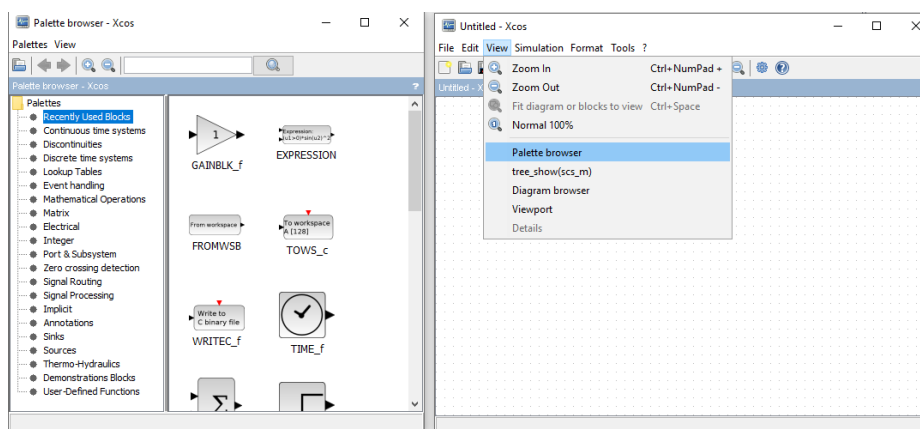 Palette browser - Xcos
Palettes View
Palette browser - Xcos ?
Palettes
Recently Used Blocks
Continuous time systems
Discontinuities
Discrete time systems
Lookup Tables
Event handling
Mathematical Operations
Matrix
Electrical
Integer
Port & Subsystem
Zero crossing detection
Signal Routing
Signal Processing
Implicit
Annotations
Sinks
Sources
Thermo-Hydraulics
Demonstrations Blocks
User-Defined Functions
1
GAINBLK_f
Expression:
EXPRESSION
From workspace
FROMWSB
To workspace
A [128]
TOWS_c
Write to
C binary file
WRITEC_f
TIME_f
Σ
Untitled - Xcos
File Edit View Simulation Format Tools ?
Untitled - X
Zoom In Ctrl+NumPad +
Zoom Out Ctrl+NumPad -
Fit diagram or blocks to view Ctrl+Space
Normal 100%
Palette browser
tree_show(scs_m)
Diagram browser
Viewport
Details